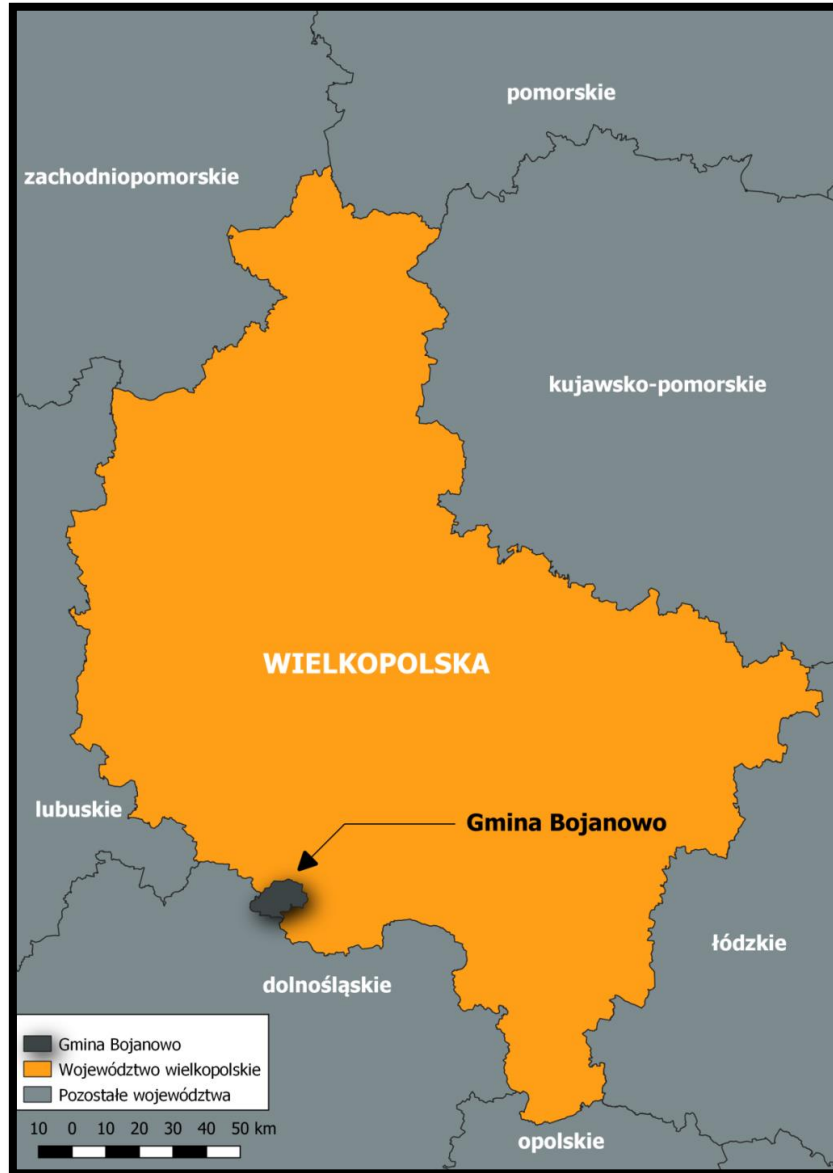 pomorskie
zachodniopomorskie
kujawsko-pomorskie
WIELKOPOLSKA
lubuskie
Gmina Bojanowo
łódzkie
dolnośląskie
Gmina Bojanowo
Województwo wielkopolskie
Pozostałe województwa
10 0 10 20 30 40 50 km
opolskie